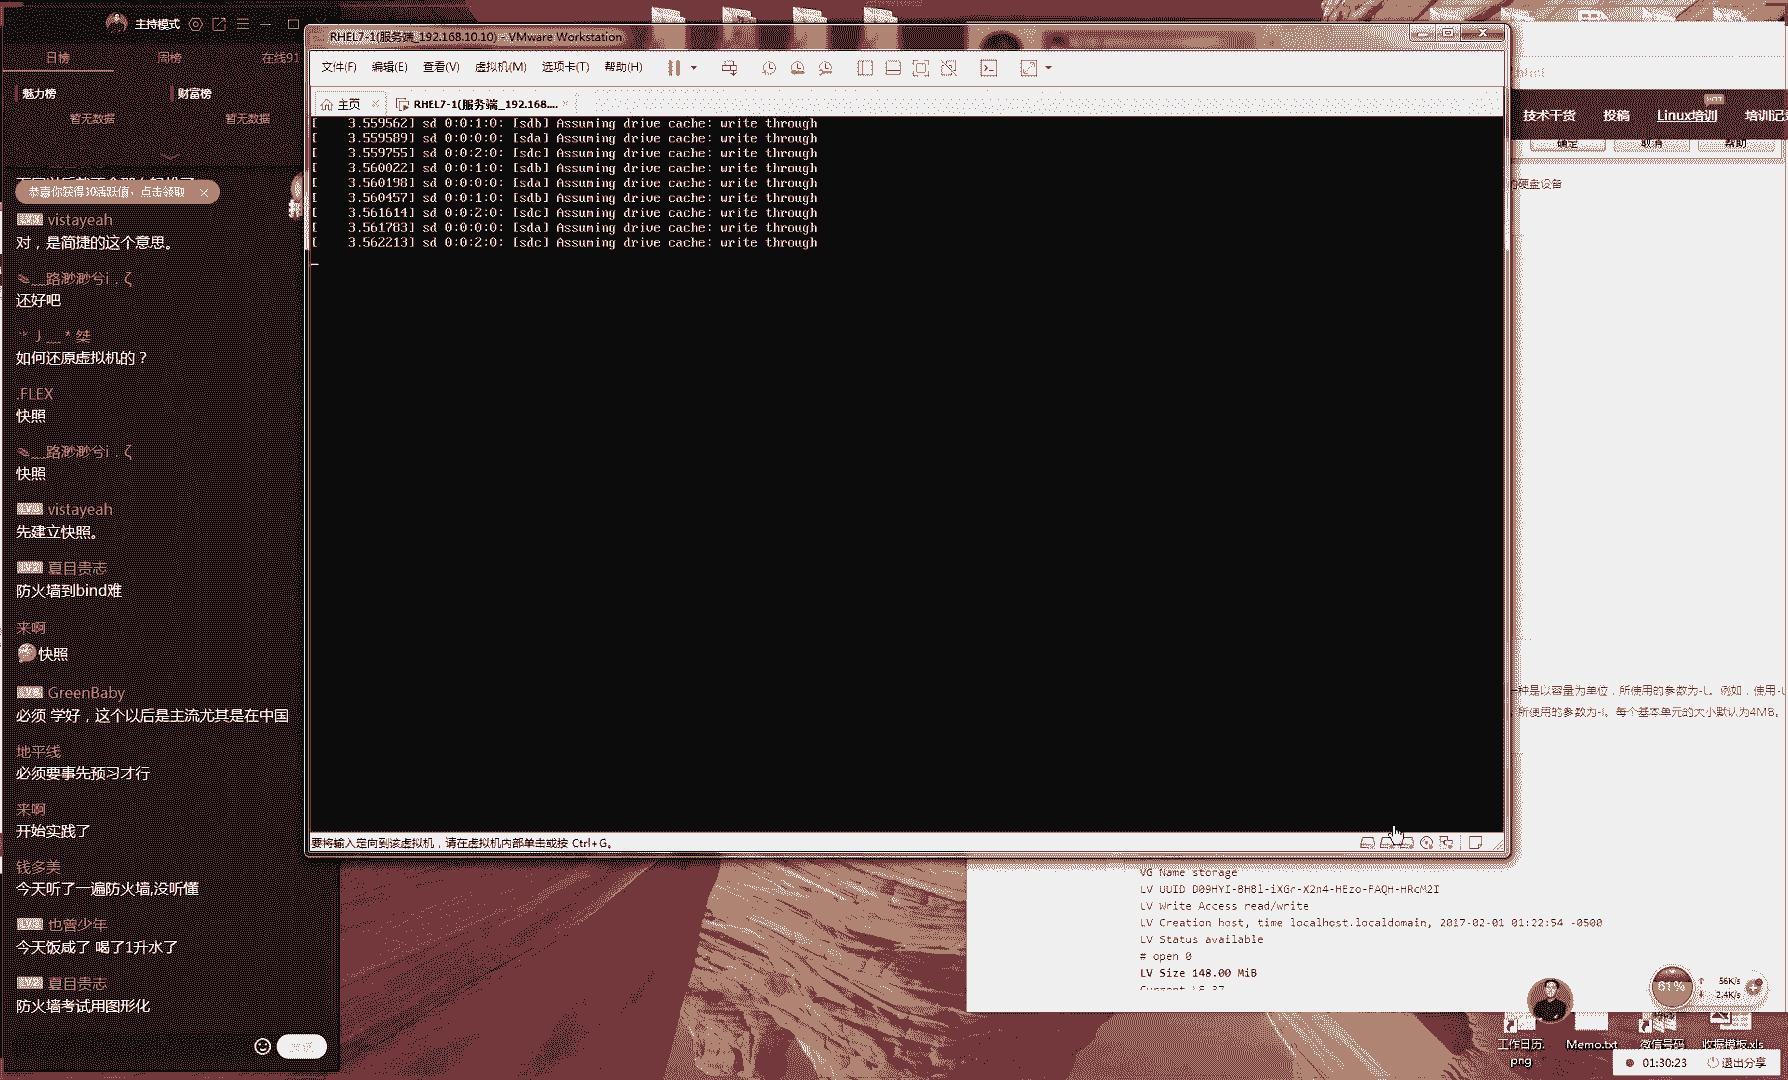 主持模式
日榜 周榜 在线91
魅力榜 财富榜
暂无数据 暂无数据
恭喜你获得30活跃值，点击领取
LV3 vistayeah
对，是简捷的这个意思。
路渺渺兮i．ζ
还好吧
如何还原虚拟机的？
.FLEX
快照
路渺渺兮i．ζ
快照
LV3 vistayeah
先建立快照。
LV2 夏目贵志
防火墙到bind难
来啊
快照
GreenBaby
必须 学好，这个以后是主流尤其是在中国
地平线
必须要事先预习才行
来啊
开始实践了
钱多美
今天听了一遍防火墙,没听懂
LV3 也曾少年
今天饭咸了 喝了1升水了
LV2 夏目贵志
防火墙考试用图形化
RHEL7-1(服务端_192.168.10.10) - VMware Workstation
文件(F) 编辑(E) 查看(V) 虚拟机(M) 选项卡(T) 帮助(H)
主页 RHEL7-1(服务端_192.168....
[ 3.559562] sd 0:0:1:0: [sdb] Assuming drive cache: write through
[ 3.559589] sd 0:0:0:0: [sda] Assuming drive cache: write through
[ 3.559755] sd 0:0:2:0: [sdc] Assuming drive cache: write through
[ 3.560022] sd 0:0:1:0: [sdb] Assuming drive cache: write through
[ 3.560198] sd 0:0:0:0: [sda] Assuming drive cache: write through
[ 3.560457] sd 0:0:1:0: [sdb] Assuming drive cache: write through
[ 3.561614] sd 0:0:2:0: [sdc] Assuming drive cache: write through
[ 3.561783] sd 0:0:0:0: [sda] Assuming drive cache: write through
[ 3.562213] sd 0:0:2:0: [sdc] Assuming drive cache: write through
要将输入定向到该虚拟机，请在虚拟机内部单击或按 Ctrl+G。
技术干货 投稿 Linux培训 培训记
HOT
确定 取消 帮助
的硬盘设备
一种是以容量为单位，所使用的参数为-L。例如，使用-L
所使用的参数为-l。每个基本单元的大小默认为4MB。
VG Name storage
LV UUID D09HYI-BHBl-iXGr-X2n4-HEzo-FAQH-HRcM2I
LV Write Access read/write
LV Creation host, time localhost.localdomain, 2017-02-01 01:22:54 -0500
LV Status available
# open 0
LV Size 148.00 MiB
Current LE 37
61% 56K/s
2.4K/s
工作日历.png Memo.txt 微信号码 收据模板.xls
01:30:23 退出分享